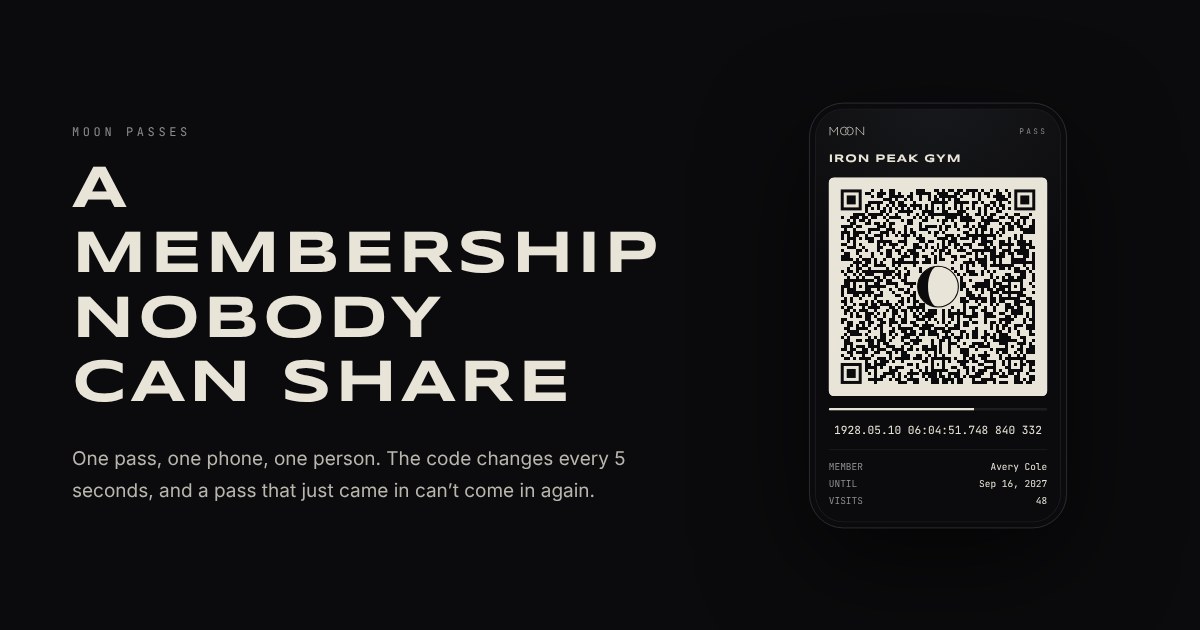 MOON PASSES
A
MEMBERSHIP
NOBODY
CAN SHARE
One pass, one phone, one person. The code changes every 5
seconds, and a pass that just came in can’t come in again.
MOON PASS
IRON PEAK GYM
1928.05.10 06:04:51.748 840 332
MEMBER Avery Cole
UNTIL Sep 16, 2027
VISITS 48